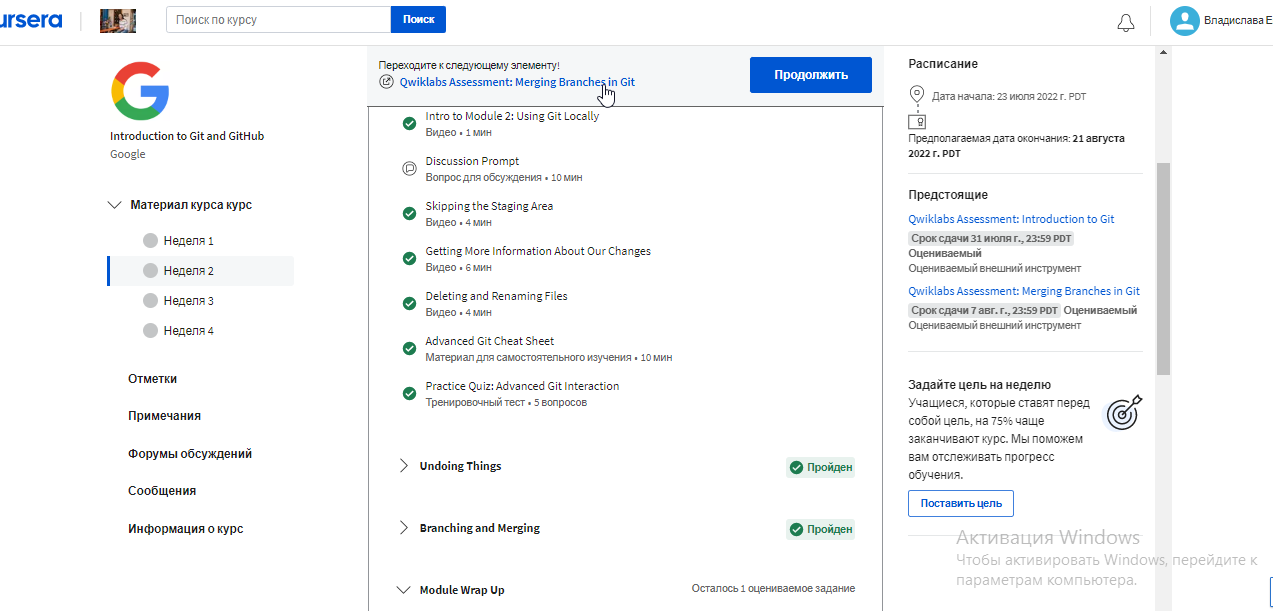 ursera
Поиск по курсу
Поиск
Владислава Е
Introduction to Git and GitHub
Google
Материал курса курс
Неделя 1
Неделя 2
Неделя 3
Неделя 4
Отметки
Примечания
Форумы обсуждений
Сообщения
Информация о курс
Переходите к следующему элементу!
Qwiklabs Assessment: Merging Branches in Git
Продолжить
Intro to Module 2: Using Git Locally
Видео • 1 мин
Discussion Prompt
Вопрос для обсуждения • 10 мин
Skipping the Staging Area
Видео • 4 мин
Getting More Information About Our Changes
Видео • 6 мин
Deleting and Renaming Files
Видео • 4 мин
Advanced Git Cheat Sheet
Материал для самостоятельного изучения • 10 мин
Practice Quiz: Advanced Git Interaction
Тренировочный тест • 5 вопросов
Undoing Things
Пройден
Branching and Merging
Пройден
Module Wrap Up
Осталось 1 оцениваемое задание
Расписание
Дата начала: 23 июля 2022 г. PDT
Предполагаемая дата окончания: 21 августа
2022 г. PDT
Предстоящие
Qwiklabs Assessment: Introduction to Git
Срок сдачи 31 июля г., 23:59 PDT
Оцениваемый
Оцениваемый внешний инструмент
Qwiklabs Assessment: Merging Branches in Git
Срок сдачи 7 авг. г., 23:59 PDT Оцениваемый
Оцениваемый внешний инструмент
Задайте цель на неделю
Учащиеся, которые ставят перед
собой цель, на 75% чаще
заканчивают курс. Мы поможем
вам отслеживать прогресс
обучения.
Поставить цель
Активация Windows
Чтобы активировать Windows, перейдите к
параметрам компьютера.